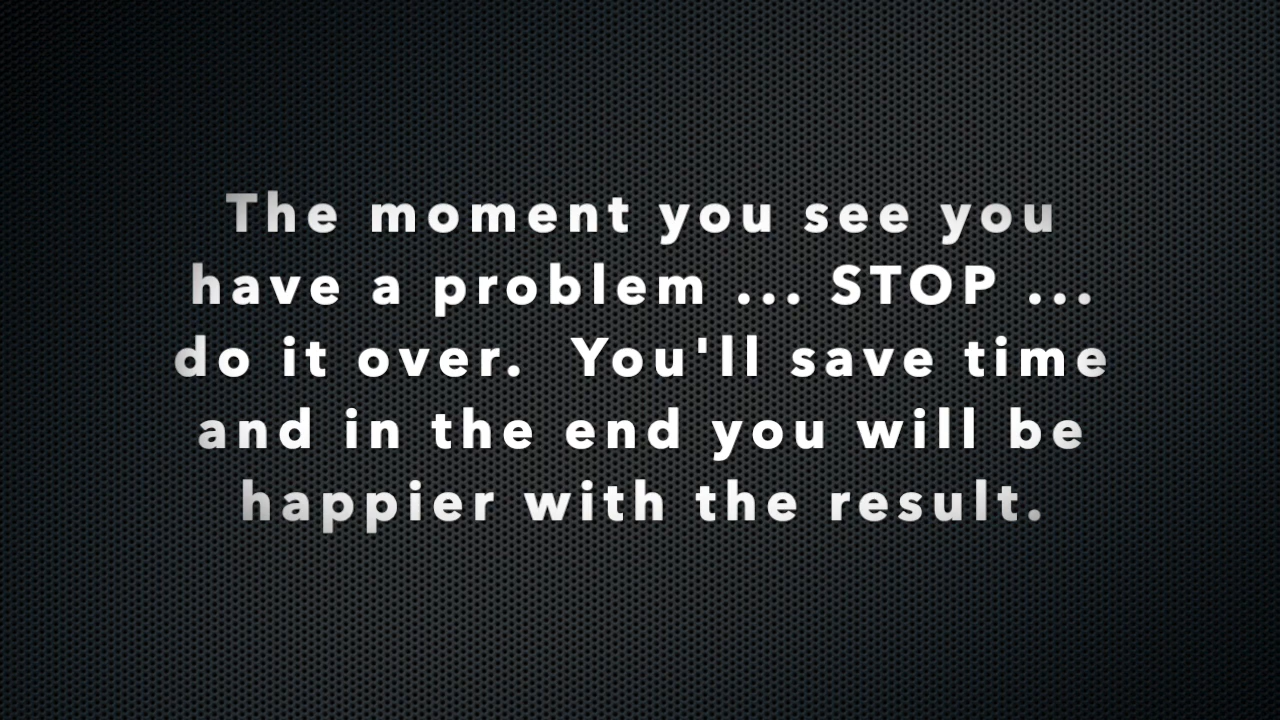 The moment you see you
have a problem ... STOP ...
do it over.  You'll save time
and in the end you will be
happier with the result.